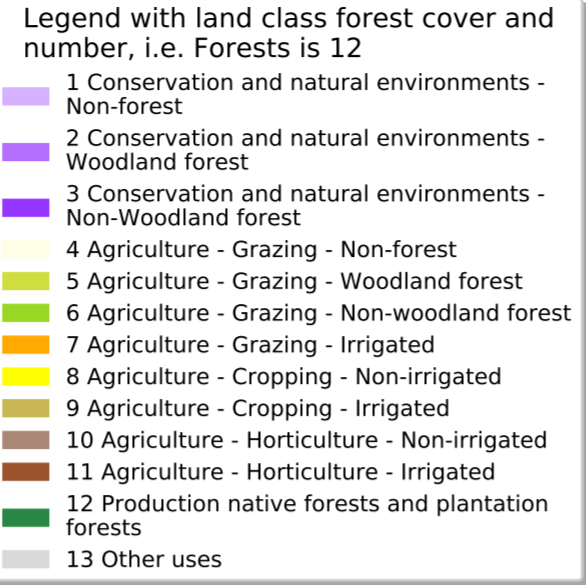 Legend with land class forest cover and
number, i.e. Forests is 12
1 Conservation and natural environments -
Non-forest
2 Conservation and natural environments -
Woodland forest
3 Conservation and natural environments -
Non-Woodland forest
4 Agriculture - Grazing - Non-forest
5 Agriculture - Grazing - Woodland forest
6 Agriculture - Grazing - Non-woodland forest
7 Agriculture - Grazing - Irrigated
8 Agriculture - Cropping - Non-irrigated
9 Agriculture - Cropping - Irrigated
10 Agriculture - Horticulture - Non-irrigated
11 Agriculture - Horticulture - Irrigated
12 Production native forests and plantation
forests
13 Other uses